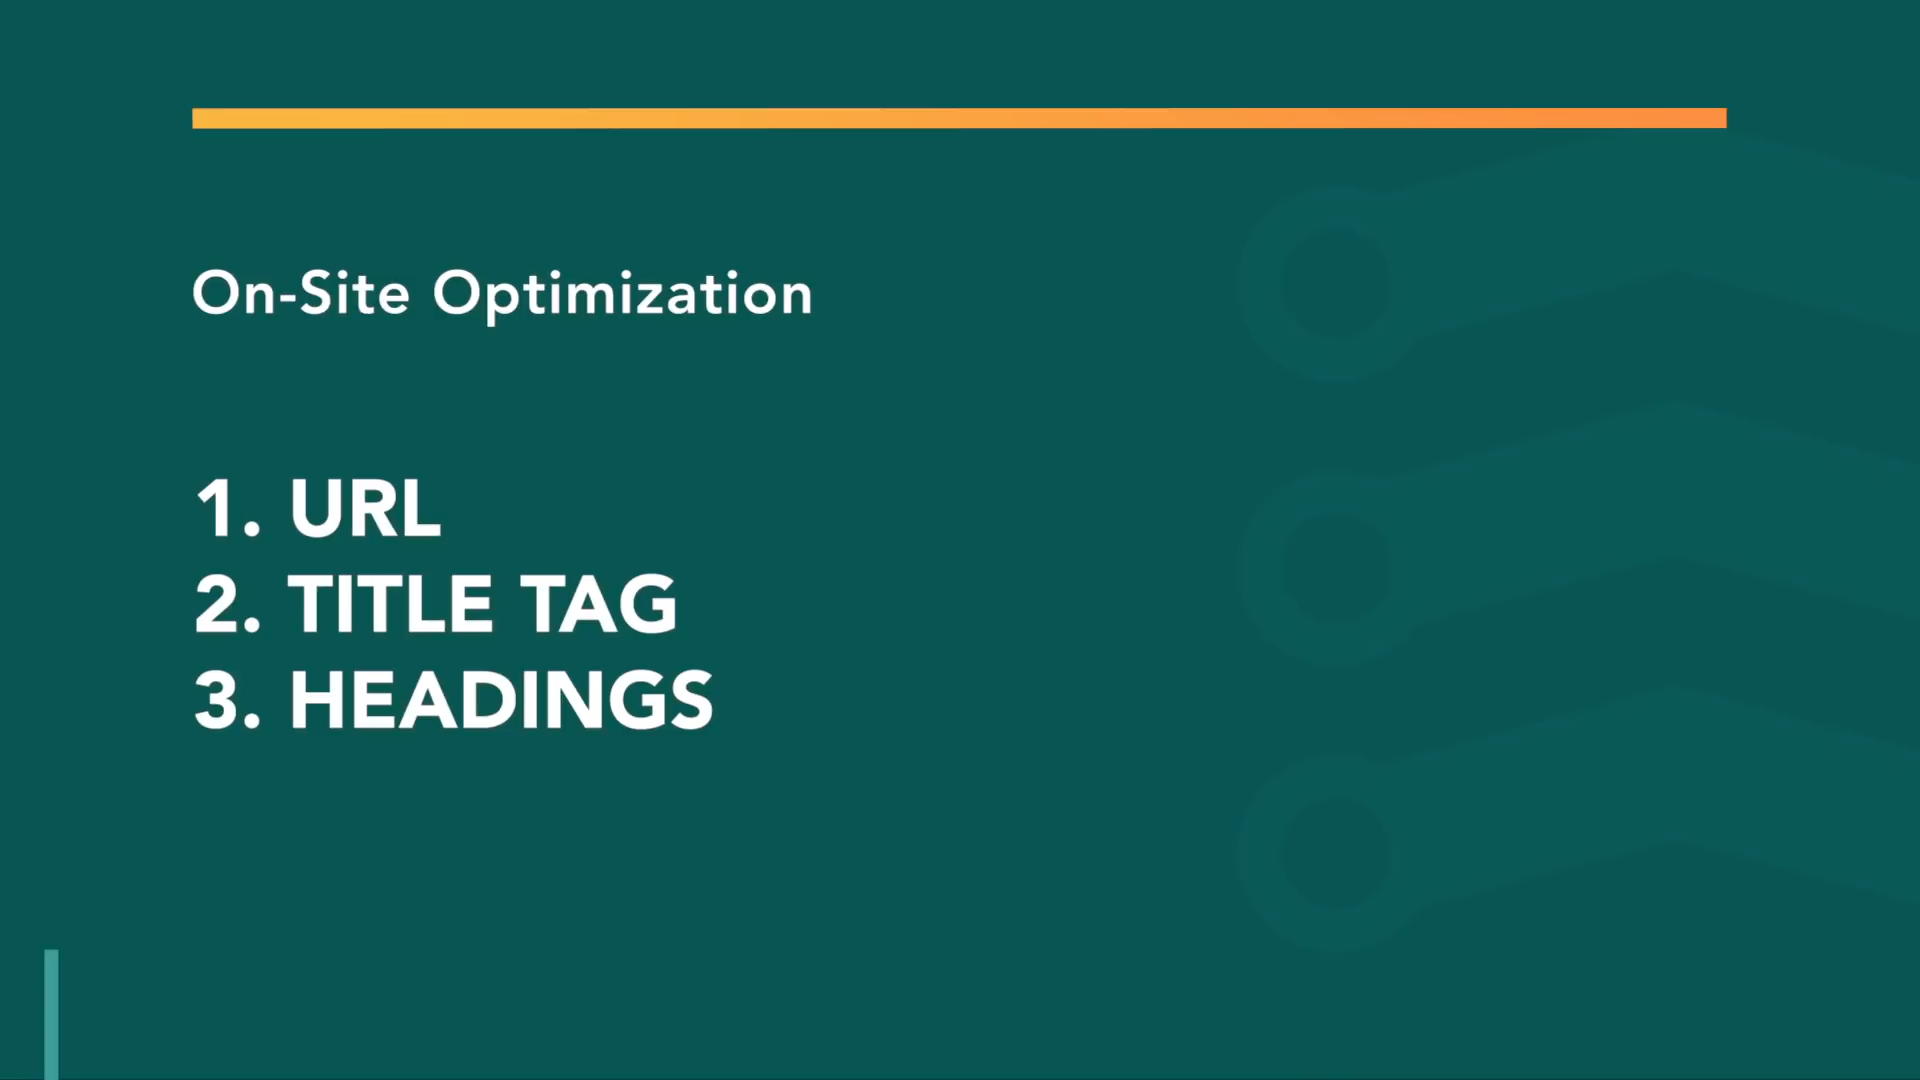 On-Site Optimization
1. URL
2. TITLE TAG
3. HEADINGS